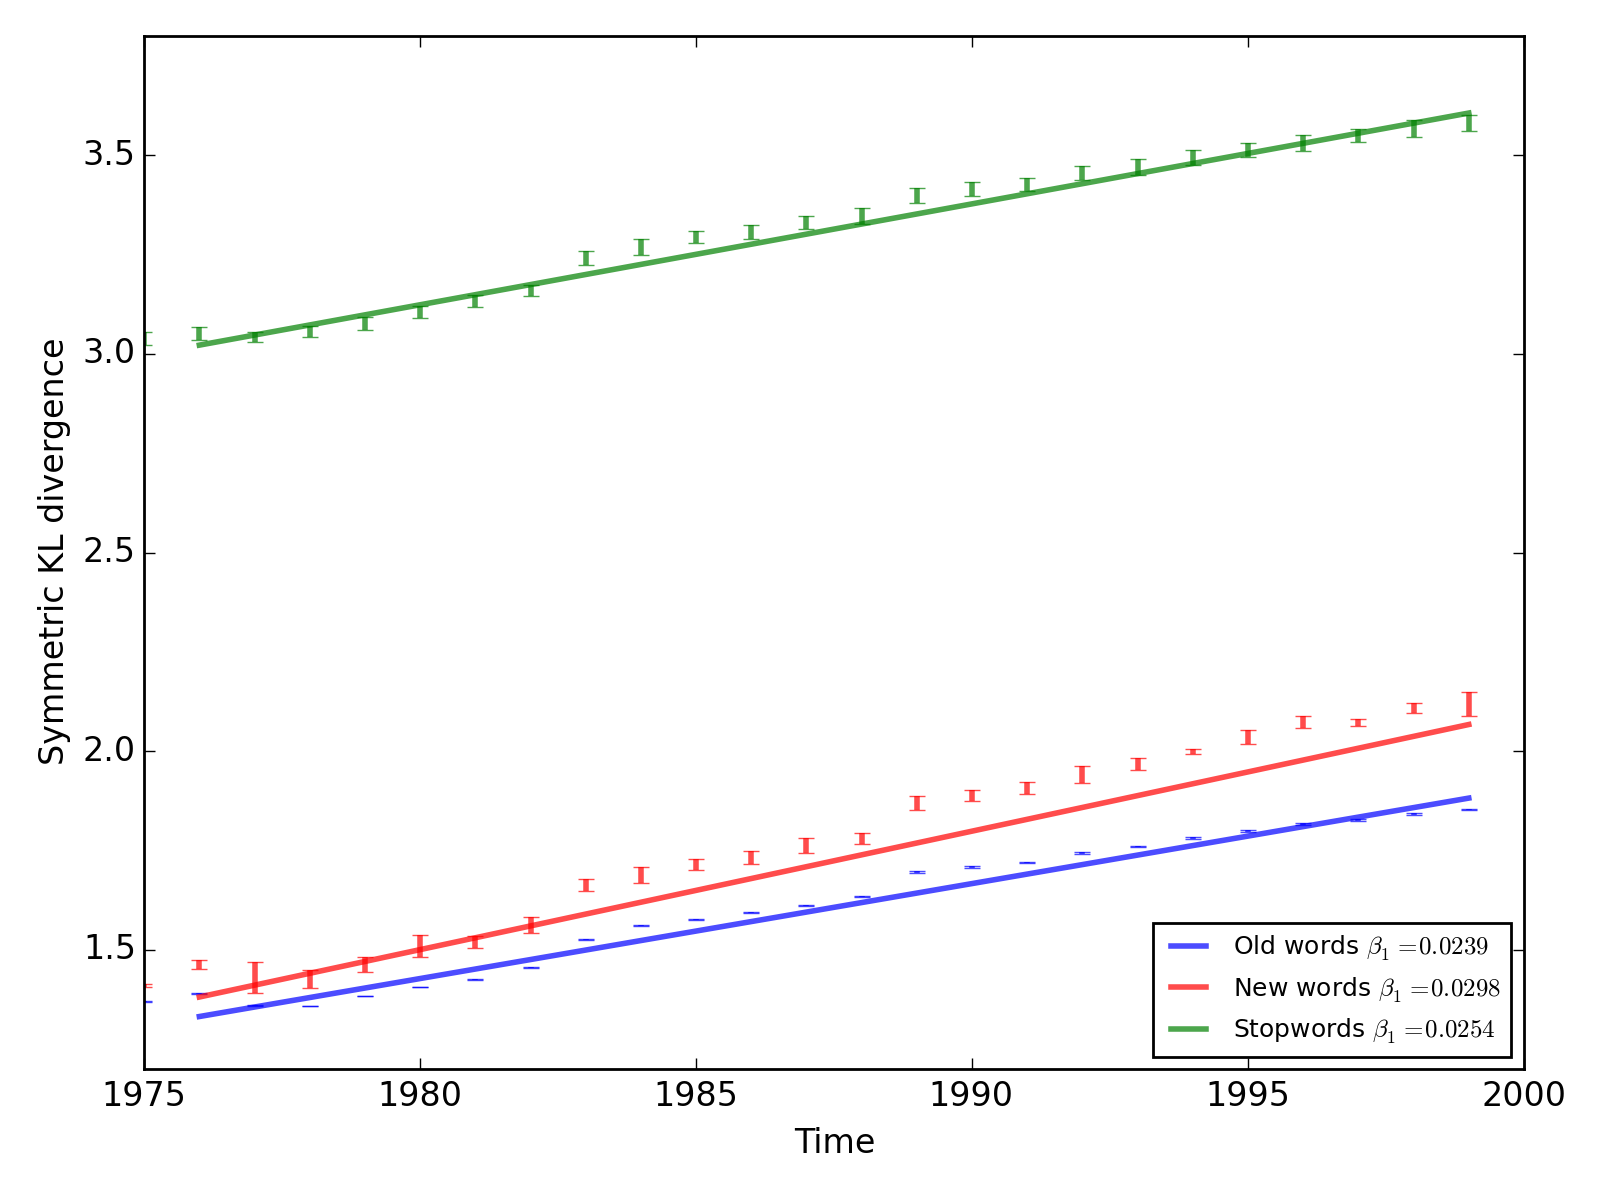 3.5
3.0
2.5
2.0
1.5
Symmetric KL divergence
1975 1980 1985 1990 1995 2000
Time
Old words β₁ =0.0239
New words β₁ =0.0298
Stopwords β₁ =0.0254